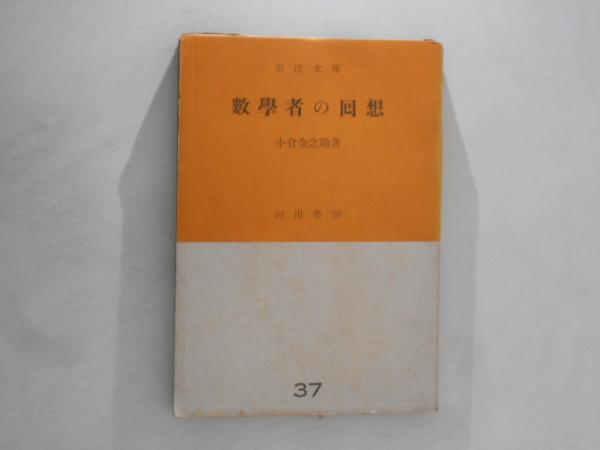 市民文庫
數學者の回想
小倉金之助著
河出書房
37